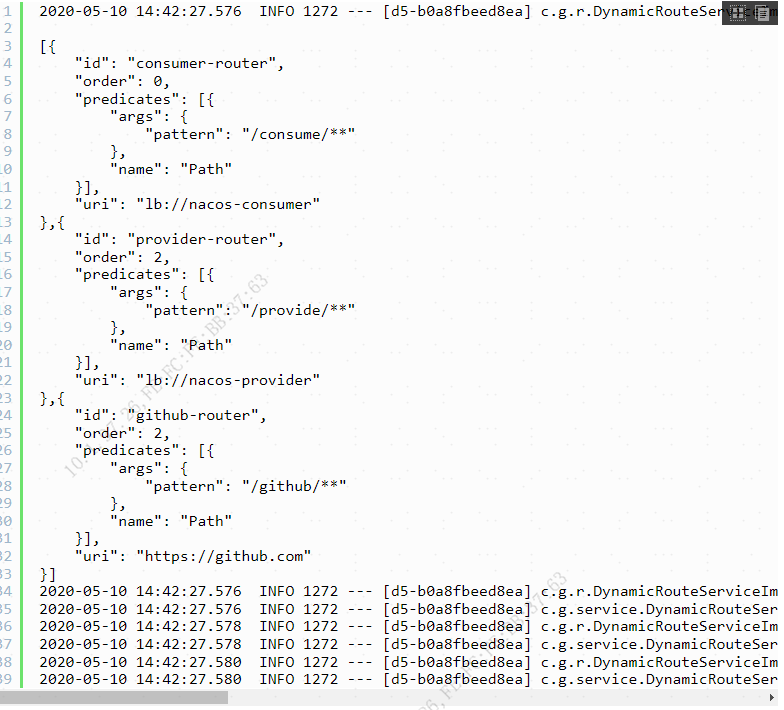 1 2020-05-10 14:42:27.576  INFO 1272 --- [d5-b0a8fbeed8ea] c.g.r.DynamicRouteSer
2
3 [{
4     "id": "consumer-router",
5     "order": 0,
6     "predicates": [{
7         "args": {
8             "pattern": "/consume/**"
9         },
10         "name": "Path"
11     }],
12     "uri": "lb://nacos-consumer"
13 },{
14     "id": "provider-router",
15     "order": 2,
16     "predicates": [{
17         "args": {
18             "pattern": "/provide/**"
19         },
20         "name": "Path"
21     }],
22     "uri": "lb://nacos-provider"
23 },{
24     "id": "github-router",
25     "order": 2,
26     "predicates": [{
27         "args": {
28             "pattern": "/github/**"
29         },
30         "name": "Path"
31     }],
32     "uri": "https://github.com"
33 }]
34 2020-05-10 14:42:27.576  INFO 1272 --- [d5-b0a8fbeed8ea] c.g.r.DynamicRouteServiceIm
35 2020-05-10 14:42:27.576  INFO 1272 --- [d5-b0a8fbeed8ea] c.g.service.DynamicRouteSer
36 2020-05-10 14:42:27.578  INFO 1272 --- [d5-b0a8fbeed8ea] c.g.r.DynamicRouteServiceIm
37 2020-05-10 14:42:27.578  INFO 1272 --- [d5-b0a8fbeed8ea] c.g.service.DynamicRouteSer
38 2020-05-10 14:42:27.580  INFO 1272 --- [d5-b0a8fbeed8ea] c.g.r.DynamicRouteServiceIm
39 2020-05-10 14:42:27.580  INFO 1272 --- [d5-b0a8fbeed8ea] c.g.service.DynamicRouteSer